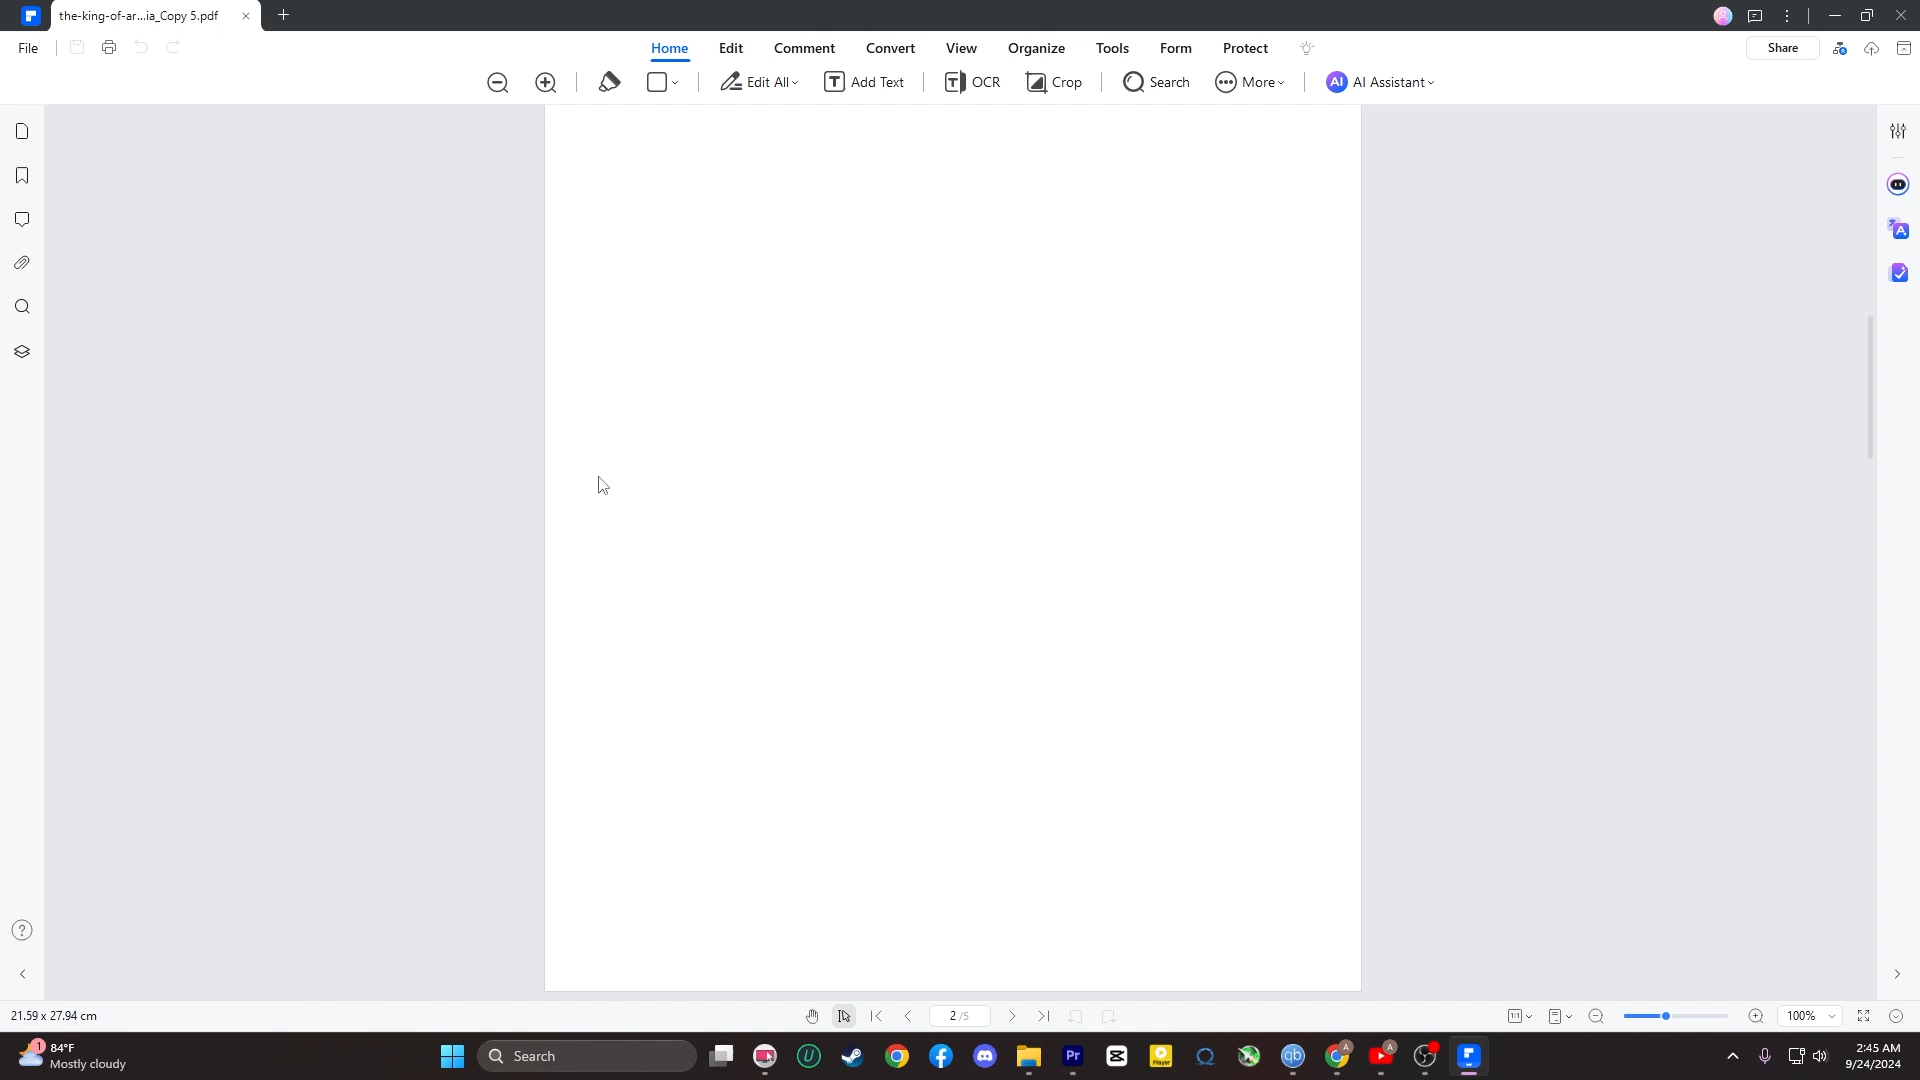 the-king-of-ar...ia_Copy 5.pdf
File
Home Edit Comment Convert View Organize Tools Form Protect
Share
Edit All Add Text OCR Crop Search More AI AI Assistant
21.59 x 27.94 cm
2 /5
100%
1 84°F
Mostly cloudy
Search
2:45 AM
9/24/2024